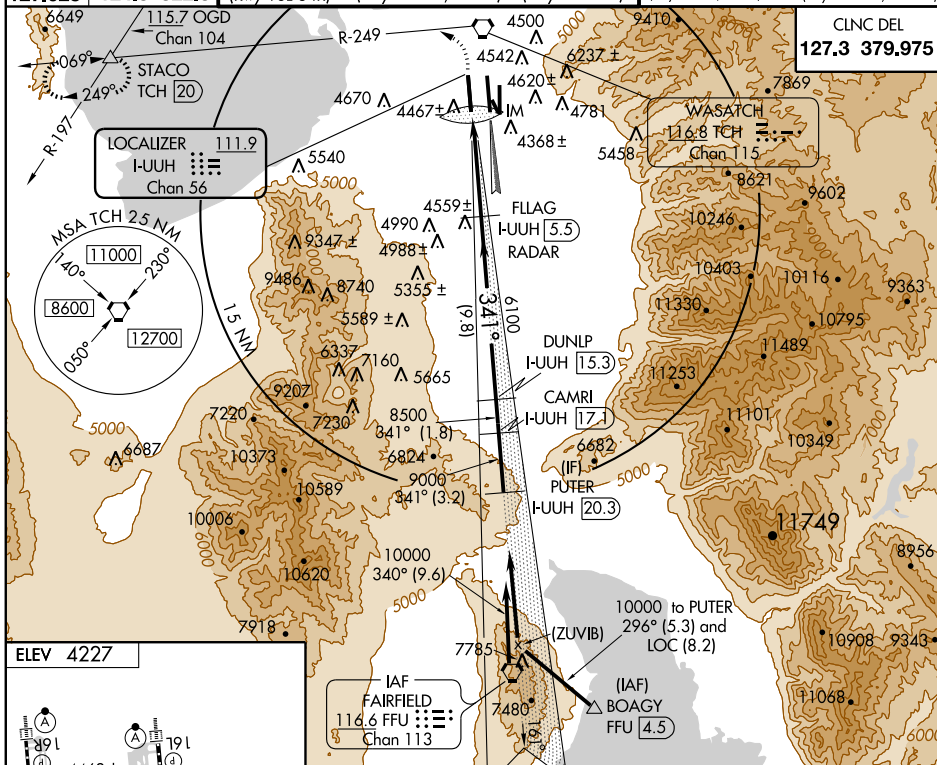 6649
115.7 OGD
Chan 104
R-249
4500
9410
CLNC DEL
127.3 379.975
069°
249°
STACO
TCH 20
R-197
4542
6237 ±
4620 ±
7869
4670
4467 ±
IM
4781
4368 ±
5458
WASATCH
116.8 TCH
Chan 115
LOCALIZER 111.9
I-UUH
Chan 56
5540
5000
8621
9602
MSA TCH 25 NM
11000
140°
230°
8600
12700
050°
9347 ±
4990
4559 ±
4988 ±
FLLAG
I-UUH 5.5
RADAR
10246
9486
8740
5355 ±
10403
10116
9363
15 NM
5589 ±
341°
(9.8)
6100
11330
10795
11489
6337
7160
5665
DUNLP
I-UUH 15.3
11253
9207
7220
7230
8500
341° (1.8)
CAMRI
I-UUH 17.1
11101
10349
5000
6687
6824
6682
5000
10373
9000
341° (3.2)
(IF)
PUTER
I-UUH 20.3
10589
10006
11749
10620
10000
340° (9.6)
8956
5000
7918
10000 to PUTER
296° (5.3) and
LOC (8.2)
10908
9343
ELEV 4227
7785
(ZUVIB)
IAF
FAIRFIELD
116.6 FFU
Chan 113
7480
161°
(IAF)
BOAGY
FFU 4.5
11068
6000
A
16R
P
A
16L
P